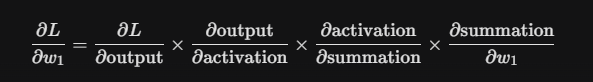 ∂L/∂w₁ = ∂L/∂output × ∂output/∂activation × ∂activation/∂summation × ∂summation/∂w₁